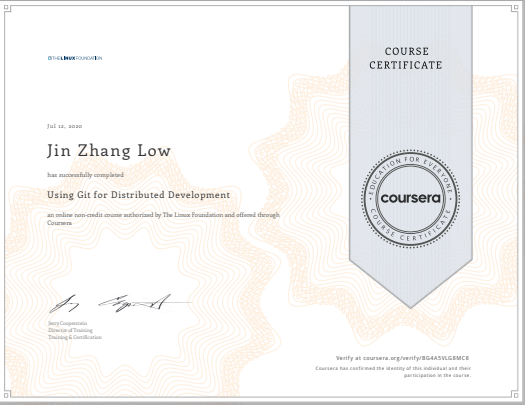 THE LINUX FOUNDATION
COURSE
CERTIFICATE
Jul 12, 2020
Jin Zhang Low
has successfully completed
Using Git for Distributed Development
an online non-credit course authorized by The Linux Foundation and offered through
Coursera
EDUCATION FOR EVERYONE
coursera
COURSE CERTIFICATE
Jerry Cooperstein
Director of Training
Training & Certification
Verify at coursera.org/verify/BG4A5VLGBMC8
Coursera has confirmed the identity of this individual and their
participation in the course.